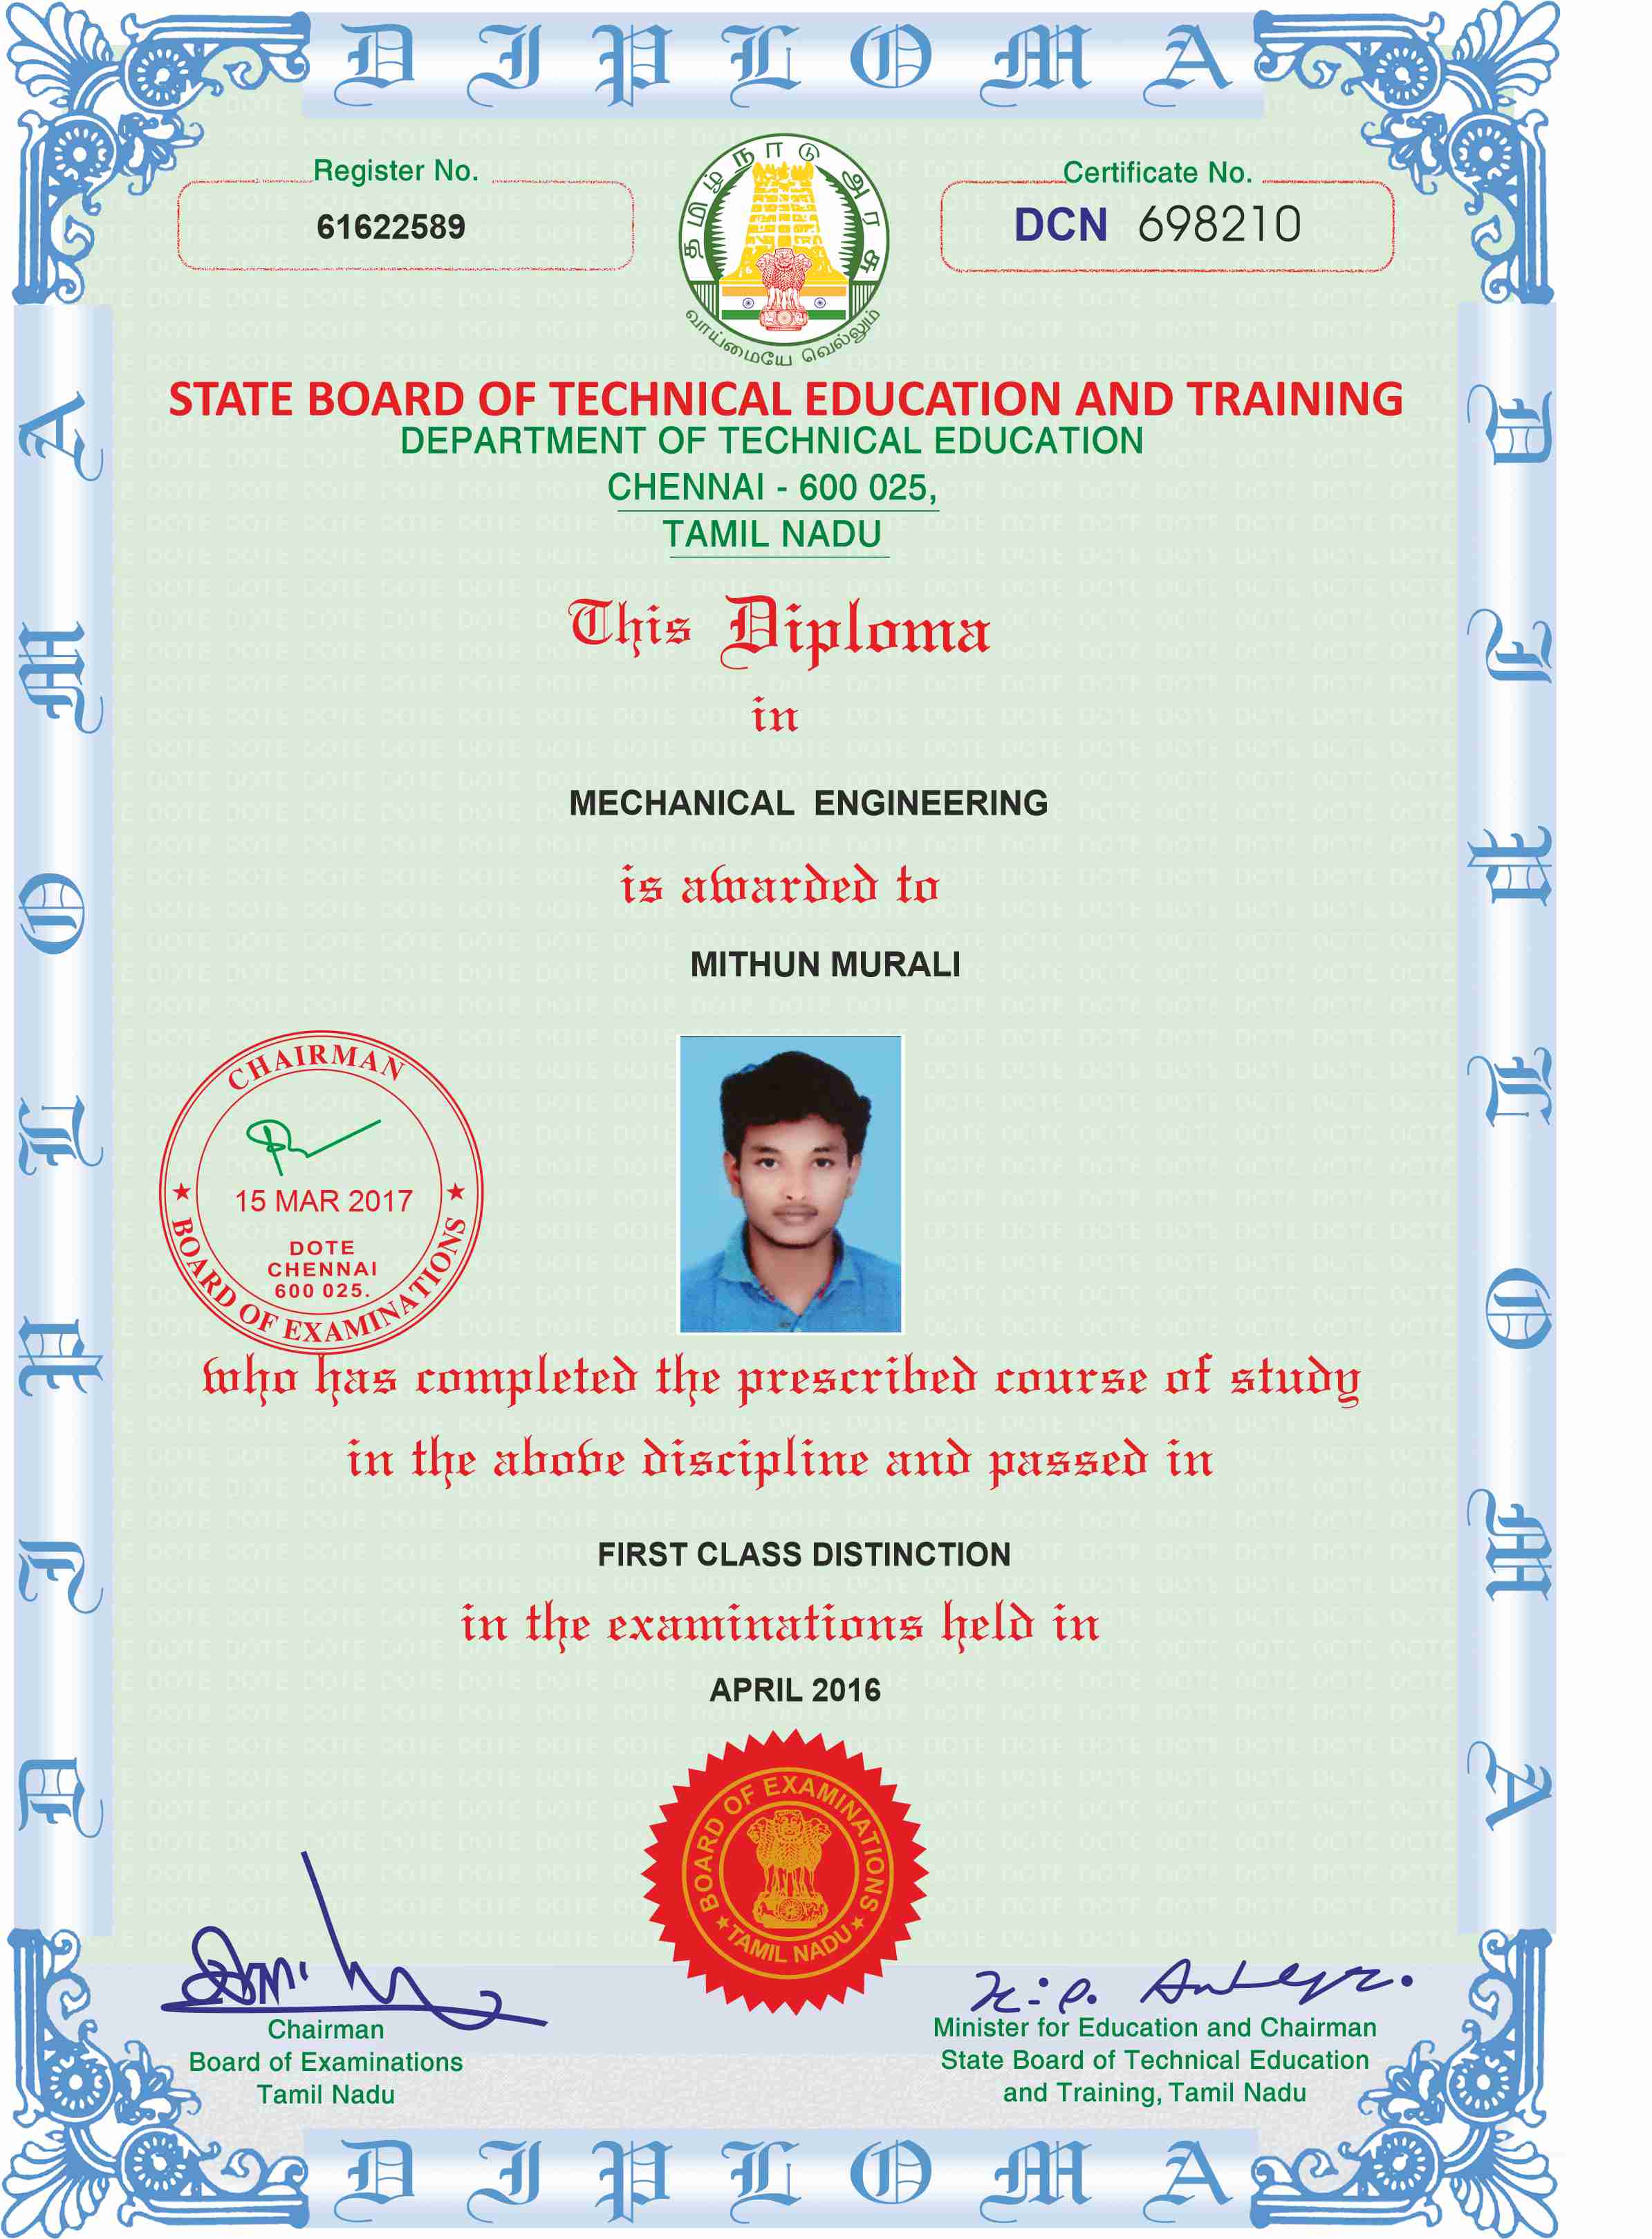 DIPLOMA
Register No.
61622589
Certificate No.
DCN 698210
தமிழ்நாடு அரசு
வாய்மையே வெல்லும்
STATE BOARD OF TECHNICAL EDUCATION AND TRAINING
DEPARTMENT OF TECHNICAL EDUCATION
CHENNAI - 600 025,
TAMIL NADU
This Diploma
in
MECHANICAL ENGINEERING
is awarded to
MITHUN MURALI
CHAIRMAN
15 MAR 2017
DOTE
CHENNAI
600 025.
★ BOARD OF EXAMINATIONS ★
who has completed the prescribed course of study
in the above discipline and passed in
FIRST CLASS DISTINCTION
in the examinations held in
APRIL 2016
BOARD OF EXAMINATIONS
★ TAMIL NADU ★
Chairman
Board of Examinations
Tamil Nadu
Minister for Education and Chairman
State Board of Technical Education
and Training, Tamil Nadu
DIPLOMA
DIPLOMA
DIPLOMA